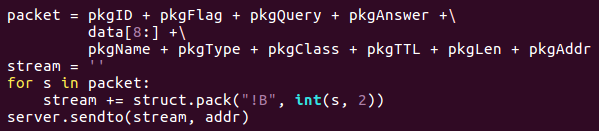 packet = pkgID + pkgFlag + pkgQuery + pkgAnswer +\
         data[8:] +\
         pkgName + pkgType + pkgClass + pkgTTL + pkgLen + pkgAddr
stream = ''
for s in packet:
    stream += struct.pack("!B", int(s, 2))
server.sendto(stream, addr)